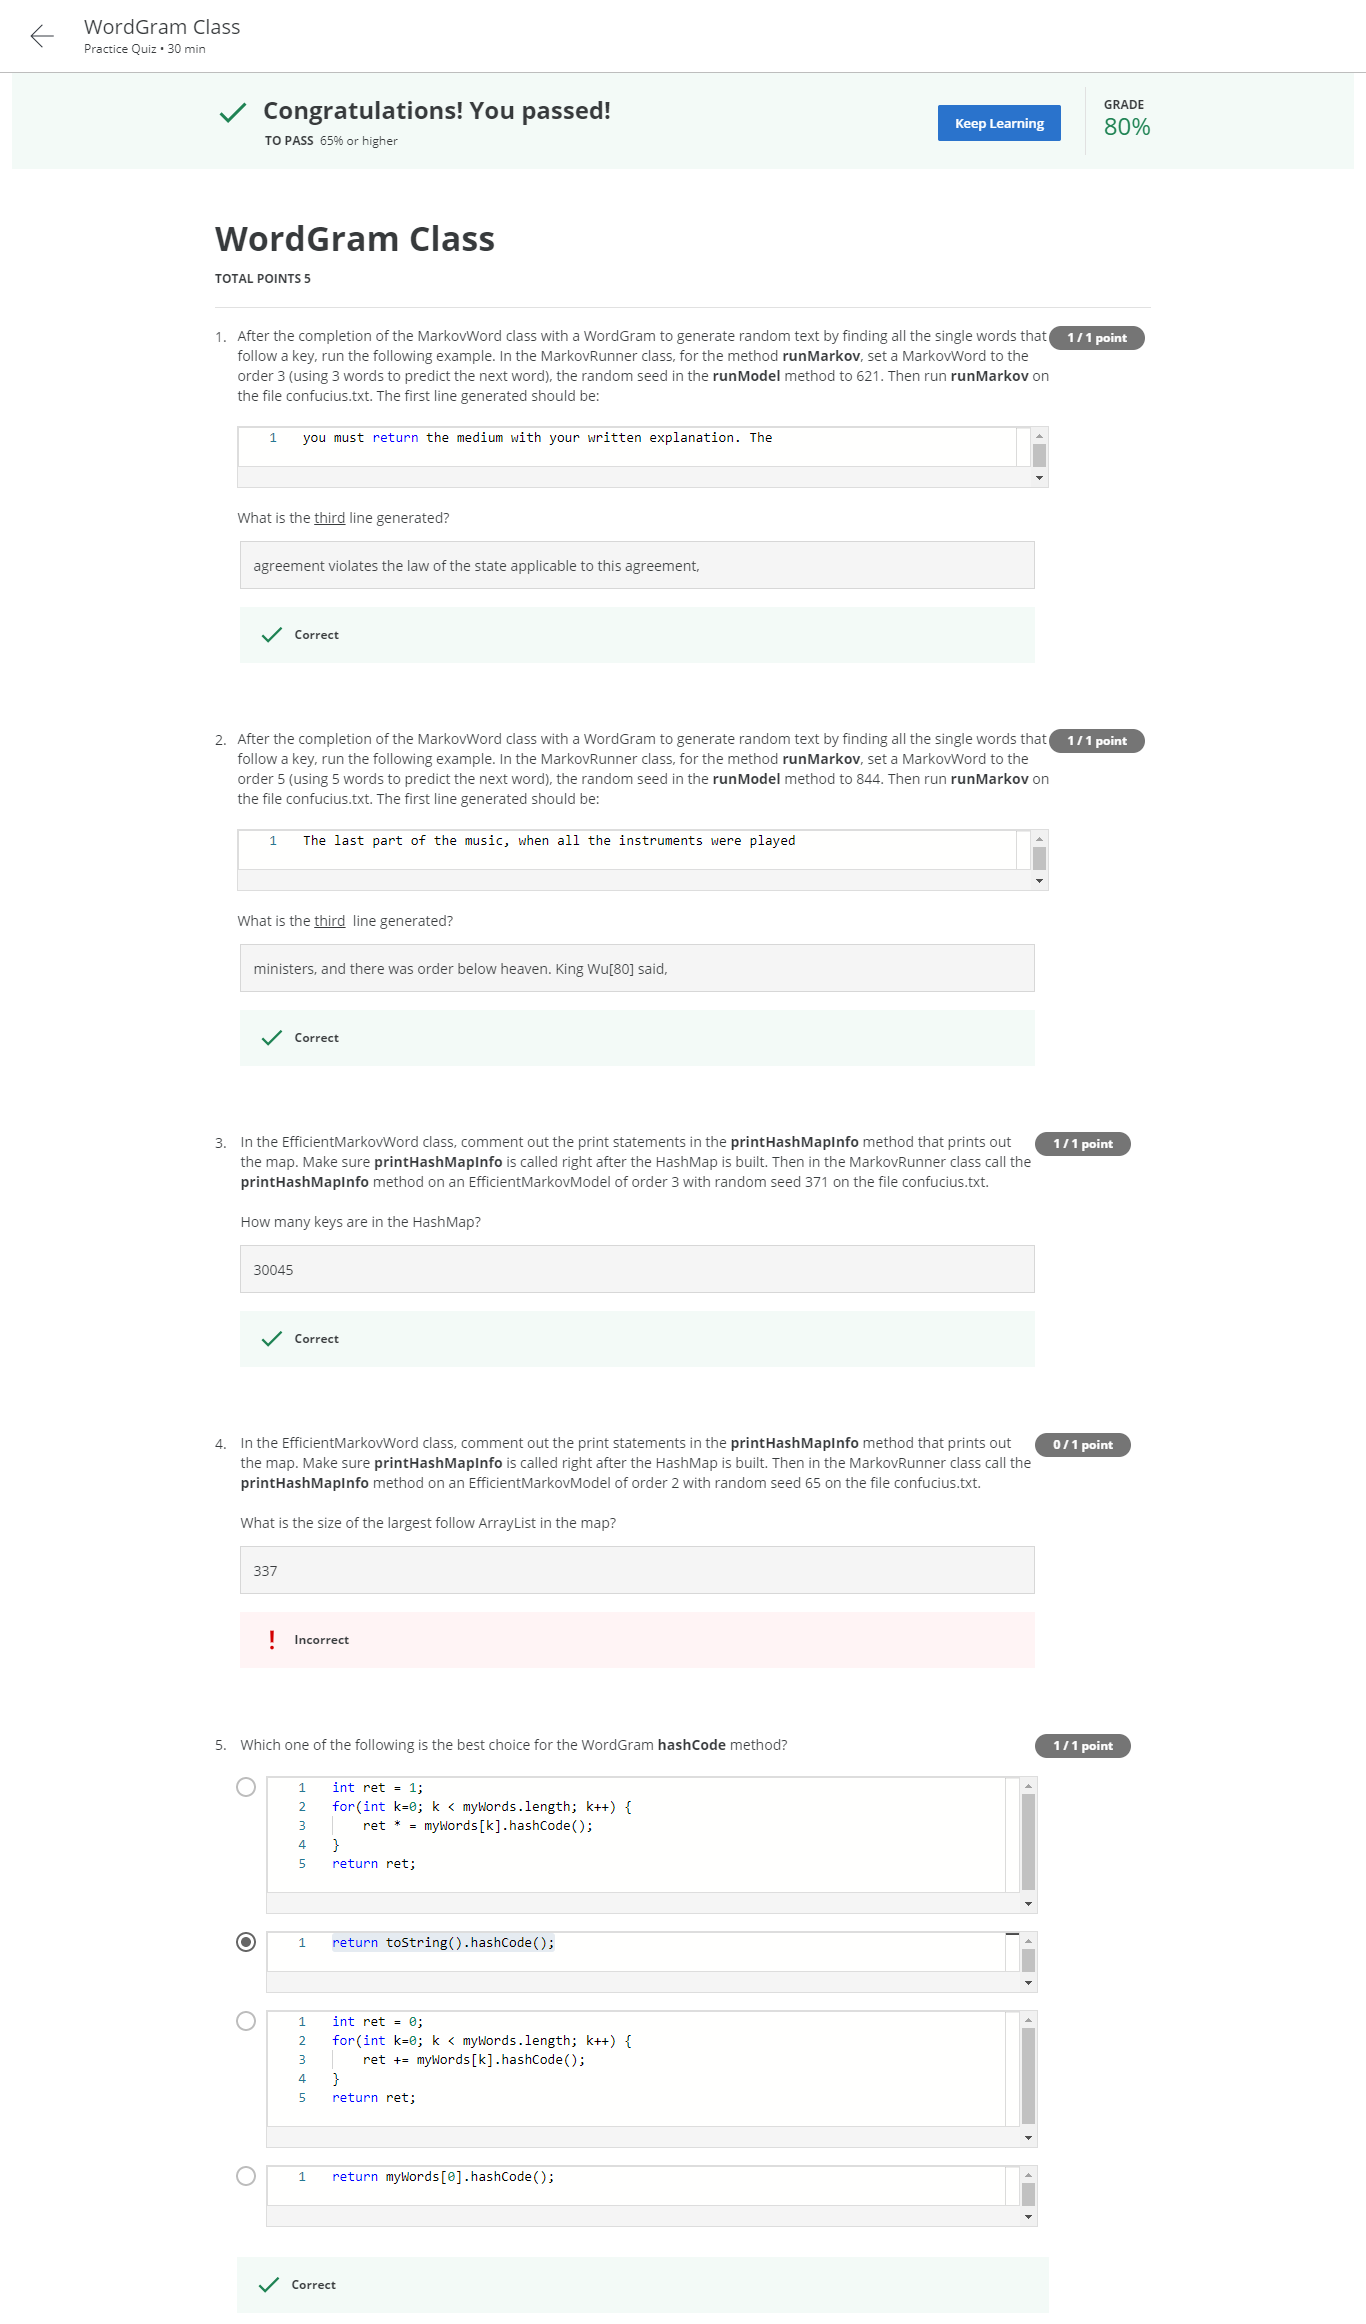 WordGram Class
Practice Quiz • 30 min
Congratulations! You passed!
TO PASS 65% or higher
Keep Learning
GRADE
80%
WordGram Class
TOTAL POINTS 5
1. After the completion of the MarkovWord class with a WordGram to generate random text by finding all the single words that
follow a key, run the following example. In the MarkovRunner class, for the method runMarkov, set a MarkovWord to the
order 3 (using 3 words to predict the next word), the random seed in the runModel method to 621. Then run runMarkov on
the file confucius.txt. The first line generated should be:
1 / 1 point
1 you must return the medium with your written explanation. The
What is the third line generated?
agreement violates the law of the state applicable to this agreement,
Correct
2. After the completion of the MarkovWord class with a WordGram to generate random text by finding all the single words that
follow a key, run the following example. In the MarkovRunner class, for the method runMarkov, set a MarkovWord to the
order 5 (using 5 words to predict the next word), the random seed in the runModel method to 844. Then run runMarkov on
the file confucius.txt. The first line generated should be:
1 / 1 point
1 The last part of the music, when all the instruments were played
What is the third line generated?
ministers, and there was order below heaven. King Wu[80] said,
Correct
3. In the EfficientMarkovWord class, comment out the print statements in the printHashMapInfo method that prints out
the map. Make sure printHashMapInfo is called right after the HashMap is built. Then in the MarkovRunner class call the
printHashMapInfo method on an EfficientMarkovModel of order 3 with random seed 371 on the file confucius.txt.
1 / 1 point
How many keys are in the HashMap?
30045
Correct
4. In the EfficientMarkovWord class, comment out the print statements in the printHashMapInfo method that prints out
the map. Make sure printHashMapInfo is called right after the HashMap is built. Then in the MarkovRunner class call the
printHashMapInfo method on an EfficientMarkovModel of order 2 with random seed 65 on the file confucius.txt.
0 / 1 point
What is the size of the largest follow ArrayList in the map?
337
! Incorrect
5. Which one of the following is the best choice for the WordGram hashCode method?
1 / 1 point
1 int ret = 1;
2 for(int k=0; k < myWords.length; k++) {
3 ret * = myWords[k].hashCode();
4 }
5 return ret;
1 return toString().hashCode();
1 int ret = 0;
2 for(int k=0; k < myWords.length; k++) {
3 ret += myWords[k].hashCode();
4 }
5 return ret;
1 return myWords[0].hashCode();
Correct